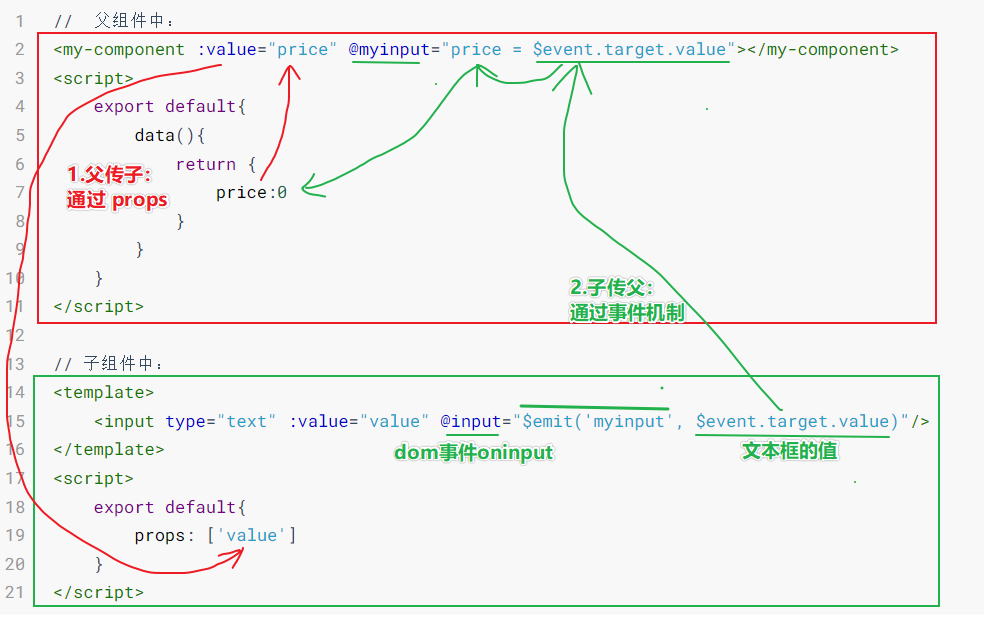 1 // 父组件中：
2 <my-component :value="price" @myinput="price = $event.target.value"></my-component>
3 <script>
4 export default{
5 data(){
6 return {
1.父传子：
通过 props
7 price:0
8 }
9 }
10 }
2.子传父：
通过事件机制
11 </script>
12
13 // 子组件中：
14 <template>
15 <input type="text" :value="value" @input="$emit('myinput', $event.target.value)"/>
16 </template>
dom事件oninput
文本框的值
17 <script>
18 export default{
19 props: ['value']
20 }
21 </script>